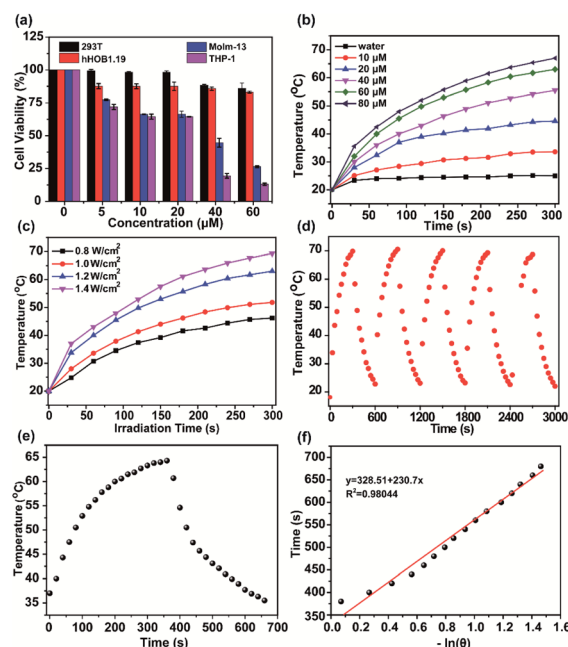 (a)
293T
hHOB1.19
Molm-13
THP-1
Cell Viability (%)
100
75
50
25
0
0 5 10 20 40 60
Concentration (µM)
(b)
water
10 µM
20 µM
40 µM
60 µM
80 µM
Temperature (°C)
70
60
50
40
30
20
10
0 50 100 150 200 250 300
Time (s)
(c)
0.8 W/cm²
1.0 W/cm²
1.2 W/cm²
1.4 W/cm²
Temperature (°C)
70
60
50
40
30
20
0 50 100 150 200 250 300
Irradiation Time (s)
(d)
Temperature (°C)
70
60
50
40
30
20
0 600 1200 1800 2400 3000
Time (s)
(e)
Temperature (°C)
65
55
45
35
0 100 200 300 400 500 600 700
Time (s)
(f)
y=328.51+230.7x
R²=0.98044
Time (s)
700
650
600
550
500
450
400
350
-0.0 0.2 0.4 0.6 0.8 1.0 1.2 1.4 1.6
- ln(θ)